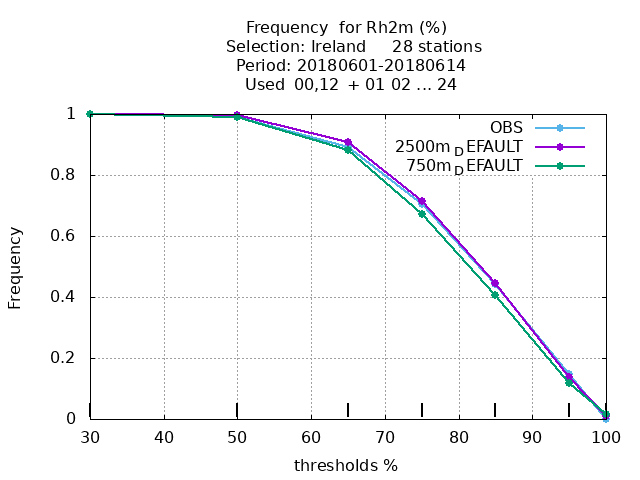 Frequency for Rh2m (%)
Selection: Ireland 28 stations
Period: 20180601-20180614
Used 00,12 + 01 02 ... 24
OBS
2500m_DEFAULT
750m_DEFAULT
1
0.8
0.6
0.4
0.2
0
Frequency
30 40 50 60 70 80 90 100
thresholds %